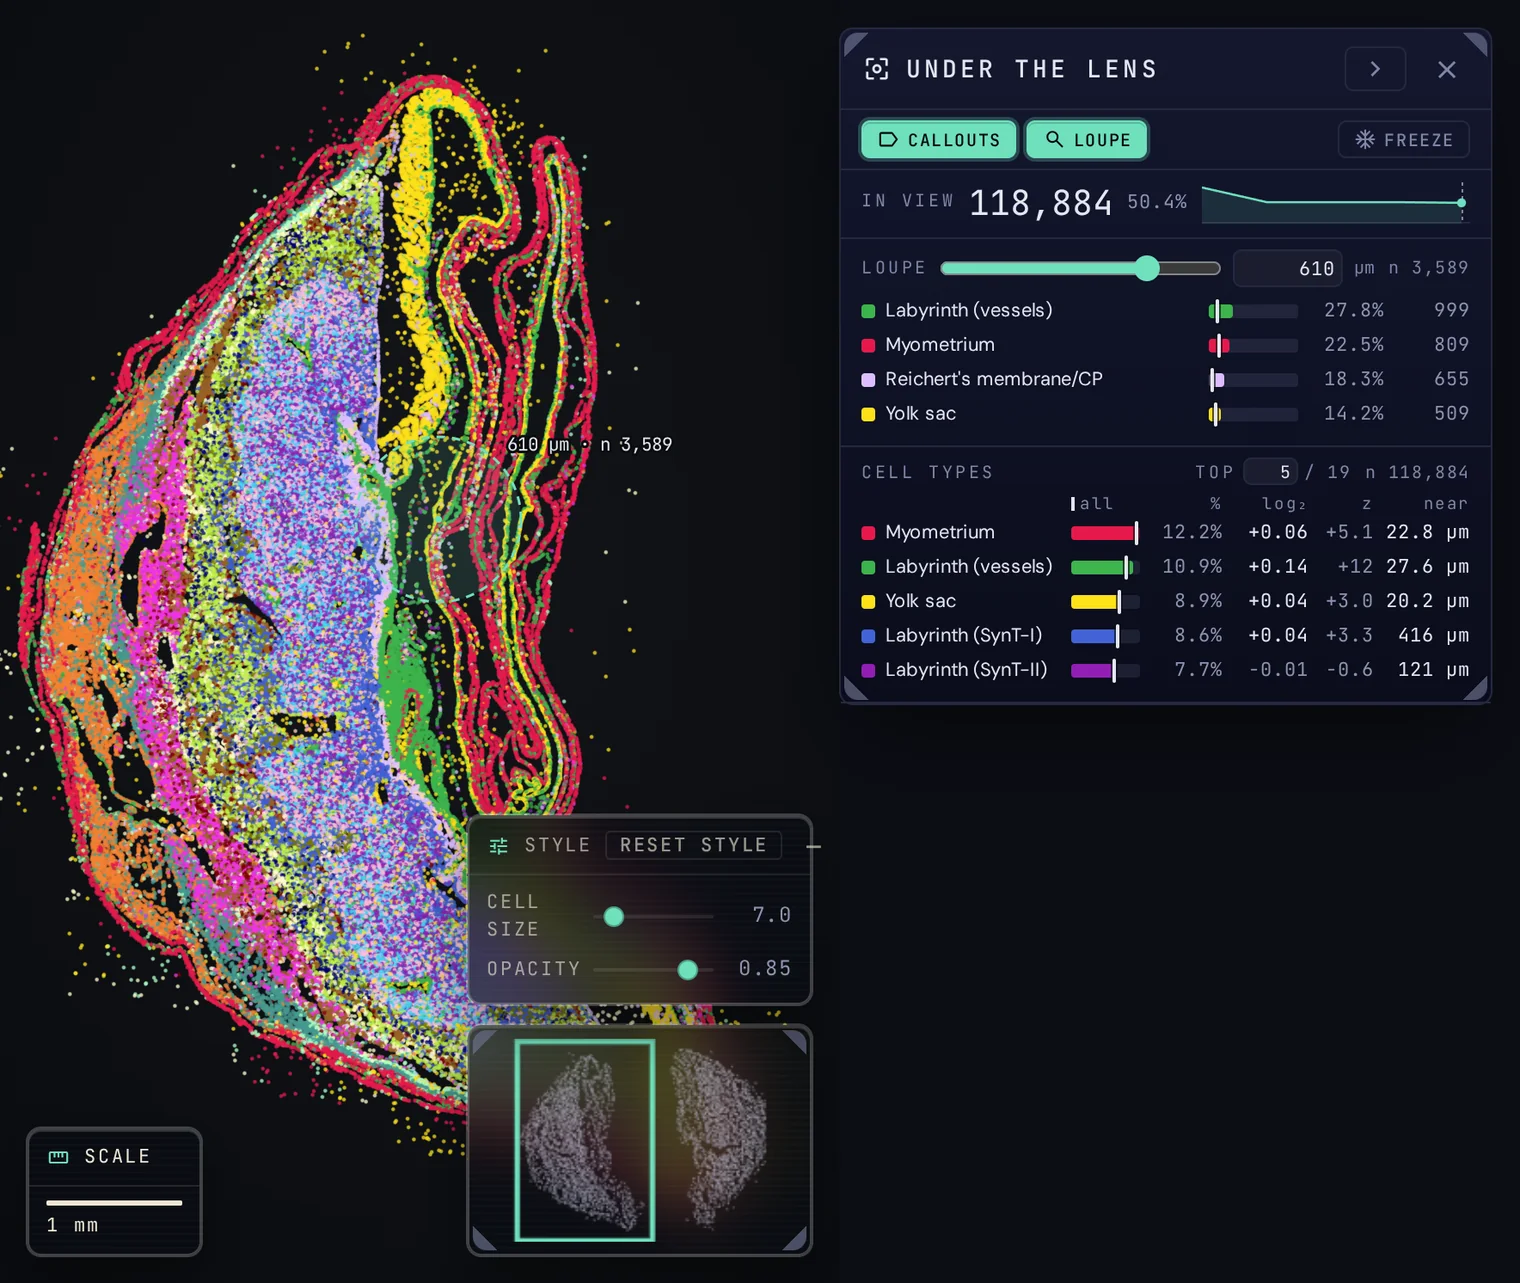 UNDER THE LENS
CALLOUTS LOUPE FREEZE
IN VIEW 118,884 50.4%
LOUPE 610 µm n 3,589
Labyrinth (vessels) 27.8% 999
Myometrium 22.5% 809
Reichert's membrane/CP 18.3% 655
Yolk sac 14.2% 509
610 µm · n 3,589
CELL TYPES TOP 5 / 19 n 118,884
all % log₂ z near
Myometrium 12.2% +0.06 +5.1 22.8 µm
Labyrinth (vessels) 10.9% +0.14 +12 27.6 µm
Yolk sac 8.9% +0.04 +3.0 20.2 µm
Labyrinth (SynT-I) 8.6% +0.04 +3.3 416 µm
Labyrinth (SynT-II) 7.7% -0.01 -0.6 121 µm
STYLE RESET STYLE
CELL SIZE 7.0
OPACITY 0.85
SCALE
1 mm